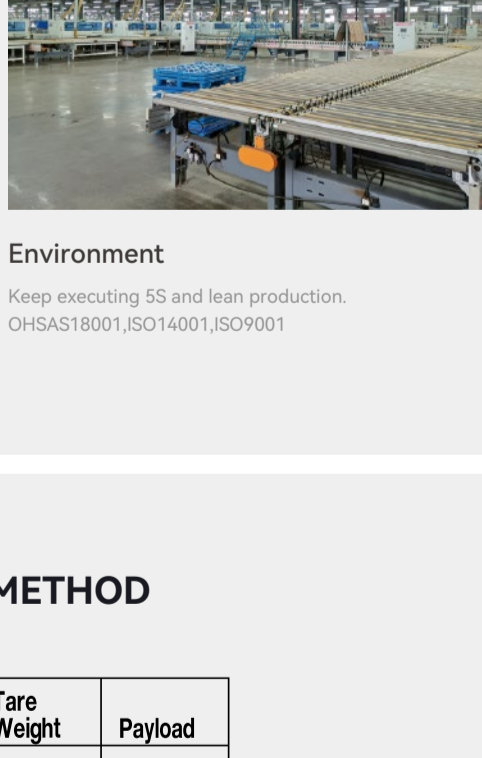 Environment
Keep executing 5S and lean production.
OHSAS18001,ISO14001,ISO9001
METHOD
Tare
Weight
Payload